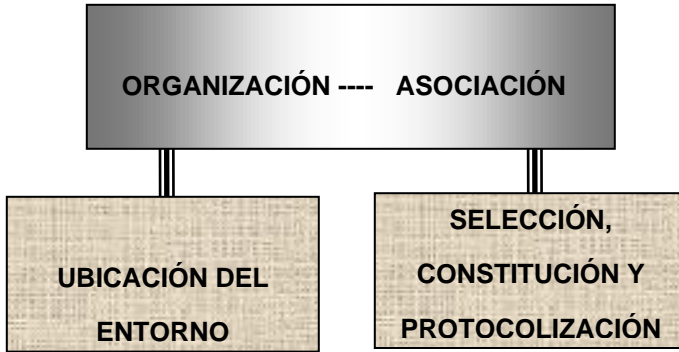 ORGANIZACIÓN ---- ASOCIACIÓN
UBICACIÓN DEL
ENTORNO
SELECCIÓN,
CONSTITUCIÓN Y
PROTOCOLIZACIÓN